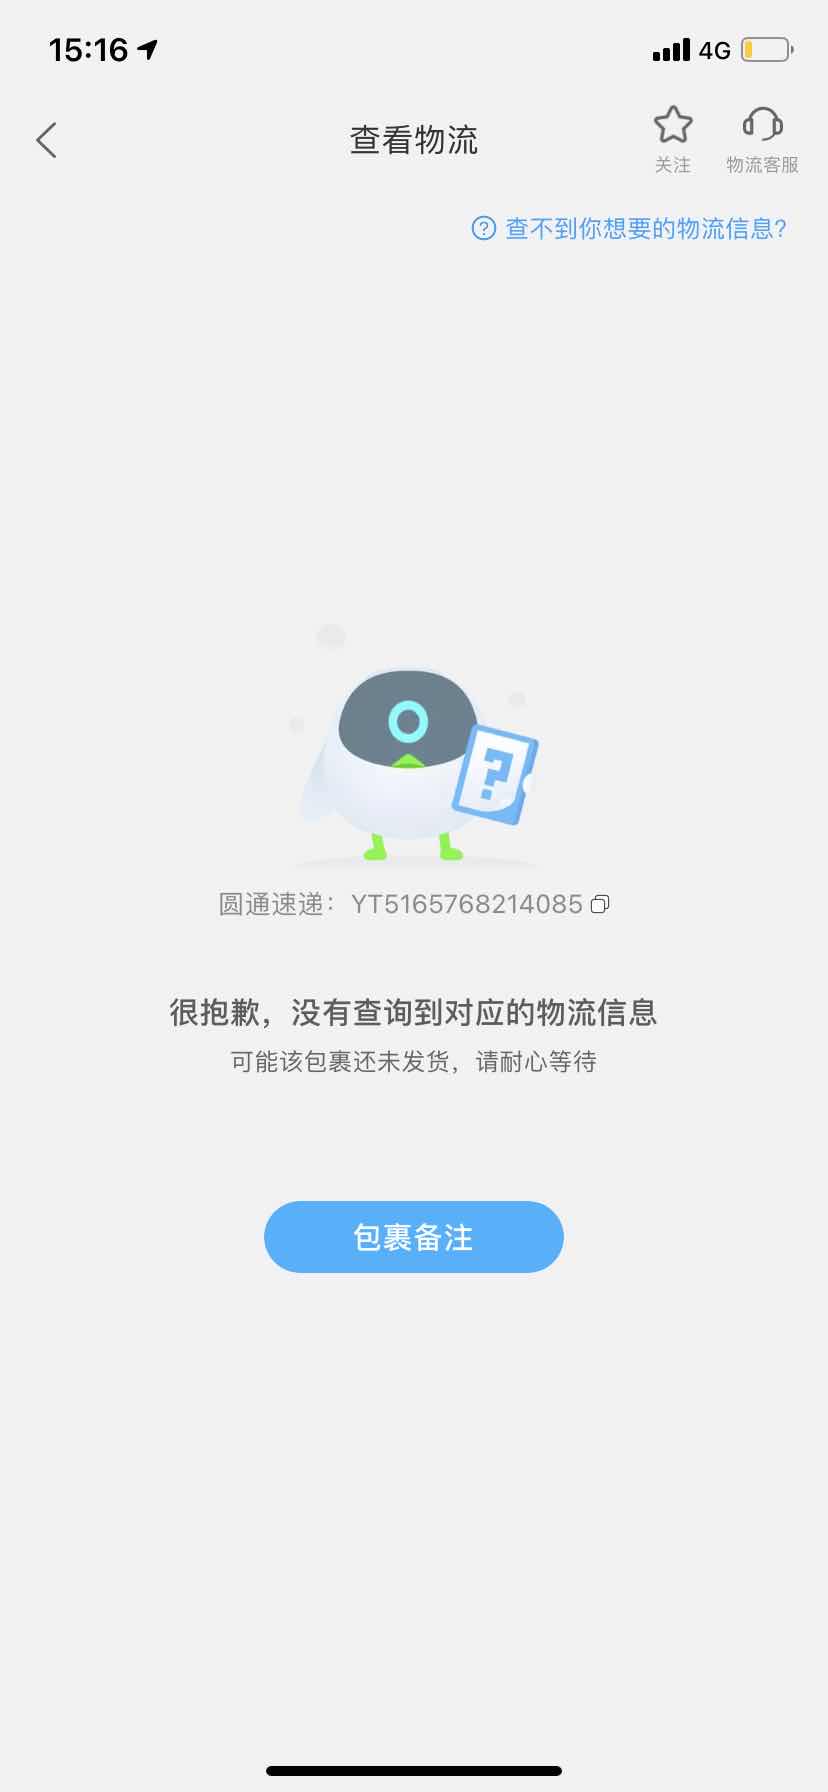 15:16
4G
查看物流
关注
物流客服
查不到你想要的物流信息?
圆通速递：YT5165768214085
很抱歉，没有查询到对应的物流信息
可能该包裹还未发货，请耐心等待
包裹备注